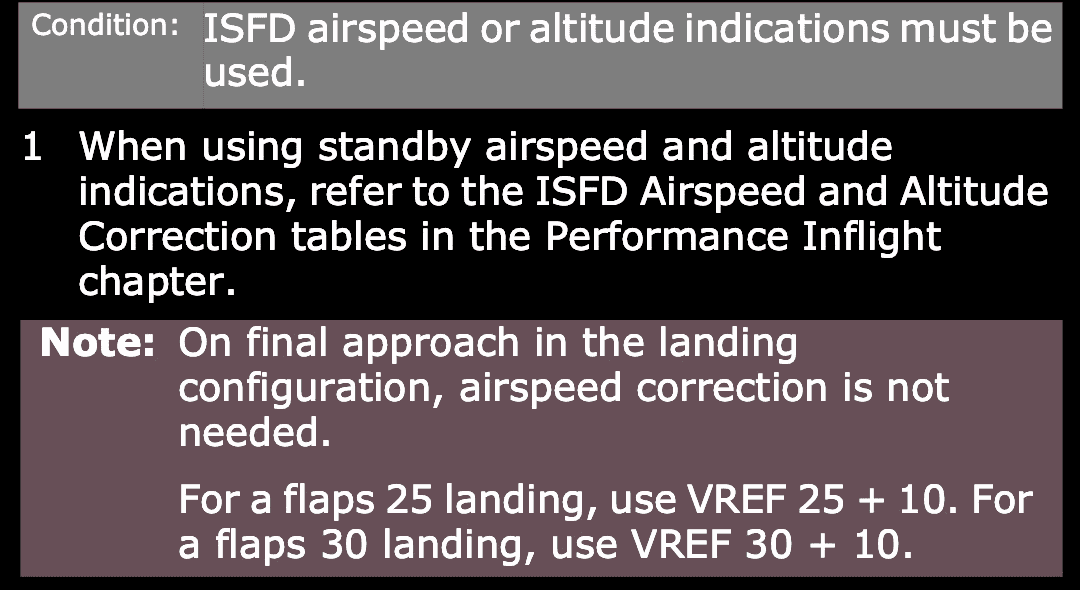 Condition: ISFD airspeed or altitude indications must be
used.
1 When using standby airspeed and altitude
indications, refer to the ISFD Airspeed and Altitude
Correction tables in the Performance Inflight
chapter.
Note: On final approach in the landing
configuration, airspeed correction is not
needed.
For a flaps 25 landing, use VREF 25 + 10. For
a flaps 30 landing, use VREF 30 + 10.